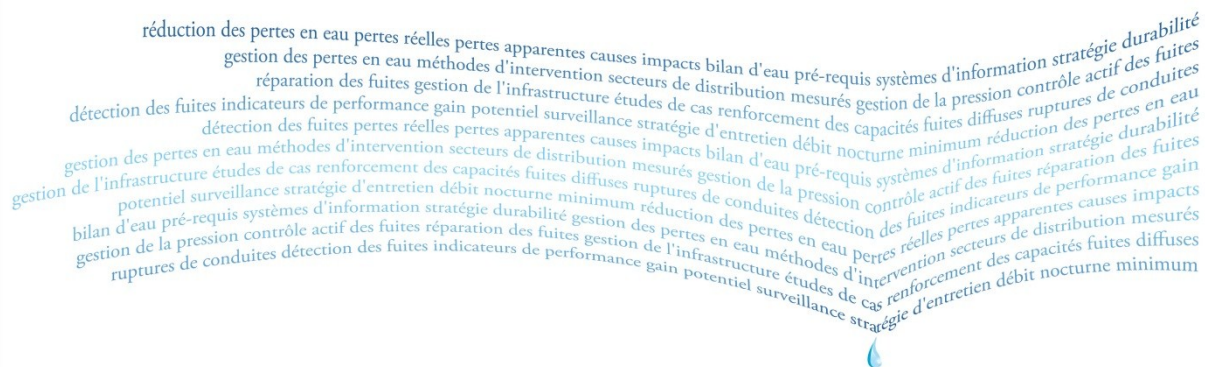 réduction des pertes en eau pertes réelles pertes apparentes causes impacts bilan d'eau pré-requis systèmes d'information stratégie durabilité
gestion des pertes en eau méthodes d'intervention secteurs de distribution mesurés gestion de la pression contrôle actif des fuites
réparation des fuites gestion de l'infrastructure études de cas renforcement des capacités fuites diffuses ruptures de conduites
détection des fuites indicateurs de performance gain potentiel surveillance stratégie d'entretien débit nocturne minimum réduction des pertes en eau
détection des fuites pertes réelles pertes apparentes causes impacts bilan d'eau pré-requis systèmes d'information stratégie durabilité
gestion des pertes en eau méthodes d'intervention secteurs de distribution mesurés gestion de la pression contrôle actif des fuites réparation des fuites
gestion de l'infrastructure études de cas renforcement des capacités fuites diffuses ruptures de conduites détection des fuites indicateurs de performance gain
potentiel surveillance stratégie d'entretien débit nocturne minimum réduction des pertes en eau pertes réelles pertes apparentes causes impacts
bilan d'eau pré-requis systèmes d'information stratégie durabilité gestion des pertes en eau méthodes d'intervention secteurs de distribution mesurés
gestion de la pression contrôle actif des fuites réparation des fuites gestion de l'infrastructure études de cas renforcement des capacités fuites diffuses
ruptures de conduites détection des fuites indicateurs de performance gain potentiel surveillance stratégie d'entretien débit nocturne minimum